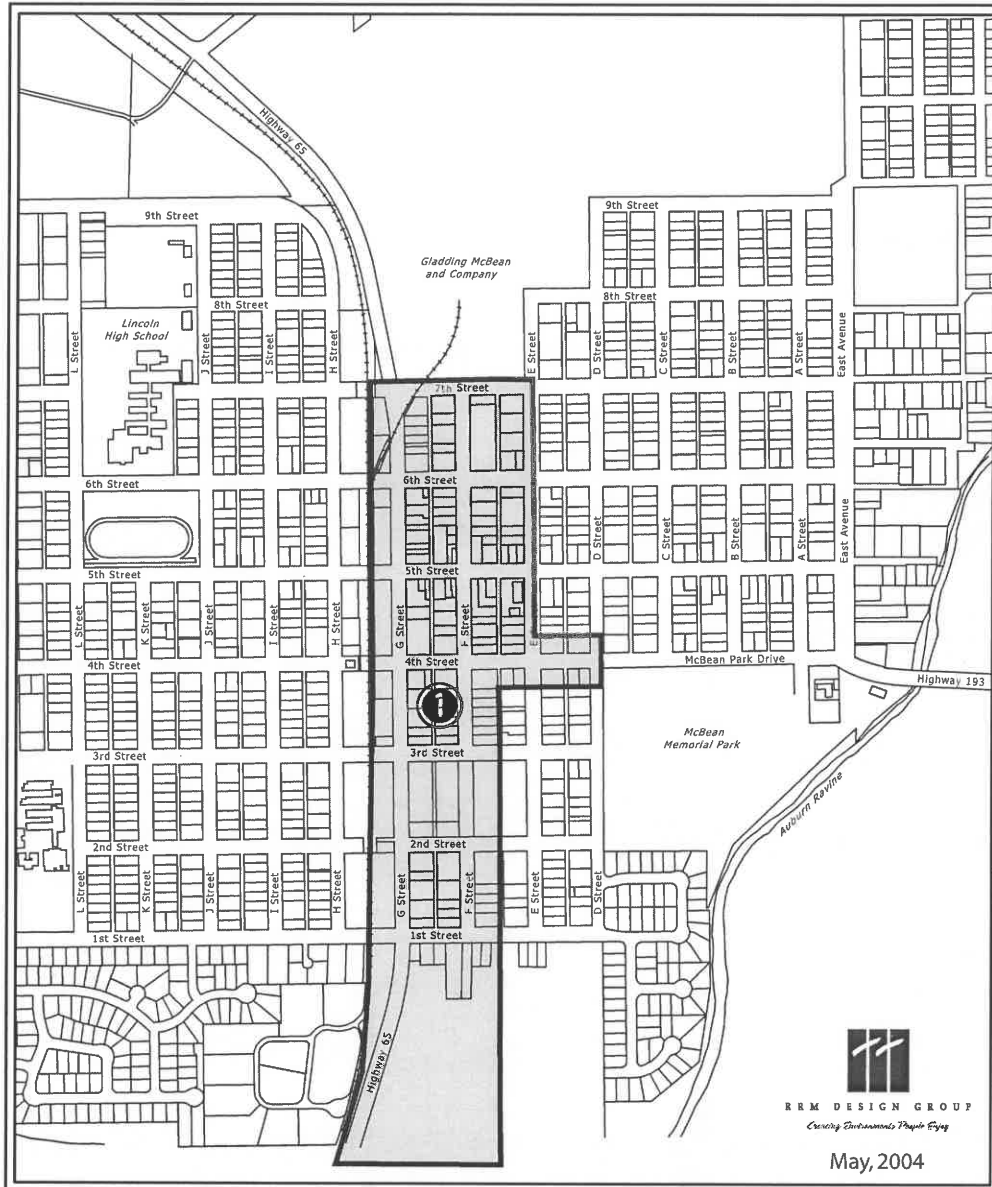 Highway 65
9th Street
9th Street
Gladding McBean
and Company
8th Street
8th Street
Lincoln
High School
L Street
J Street
I Street
H Street
E Street
D Street
C Street
B Street
A Street
East Avenue
7th Street
6th Street
6th Street
D Street
C Street
B Street
A Street
East Avenue
5th Street
5th Street
L Street
K Street
J Street
I Street
H Street
G Street
F Street
E
4th Street
4th Street
McBean Park Drive
Highway 193
1
McBean
Memorial Park
3rd Street
3rd Street
Auburn Ravine
2nd Street
2nd Street
L Street
K Street
J Street
I Street
H Street
G Street
F Street
E Street
D Street
1st Street
1st Street
Highway 65
RRM DESIGN GROUP
Creating Environments People Enjoy
May, 2004